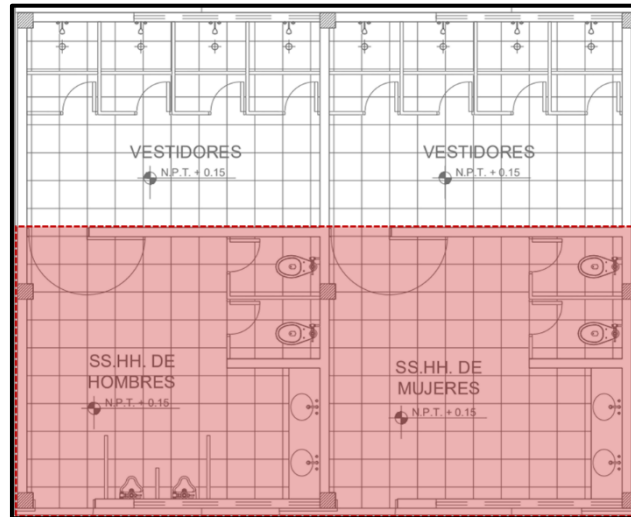 VESTIDORES
N.P.T. + 0.15
VESTIDORES
N.P.T. + 0.15
SS.HH. DE
HOMBRES
N.P.T. + 0.15
SS.HH. DE
MUJERES
N.P.T. + 0.15